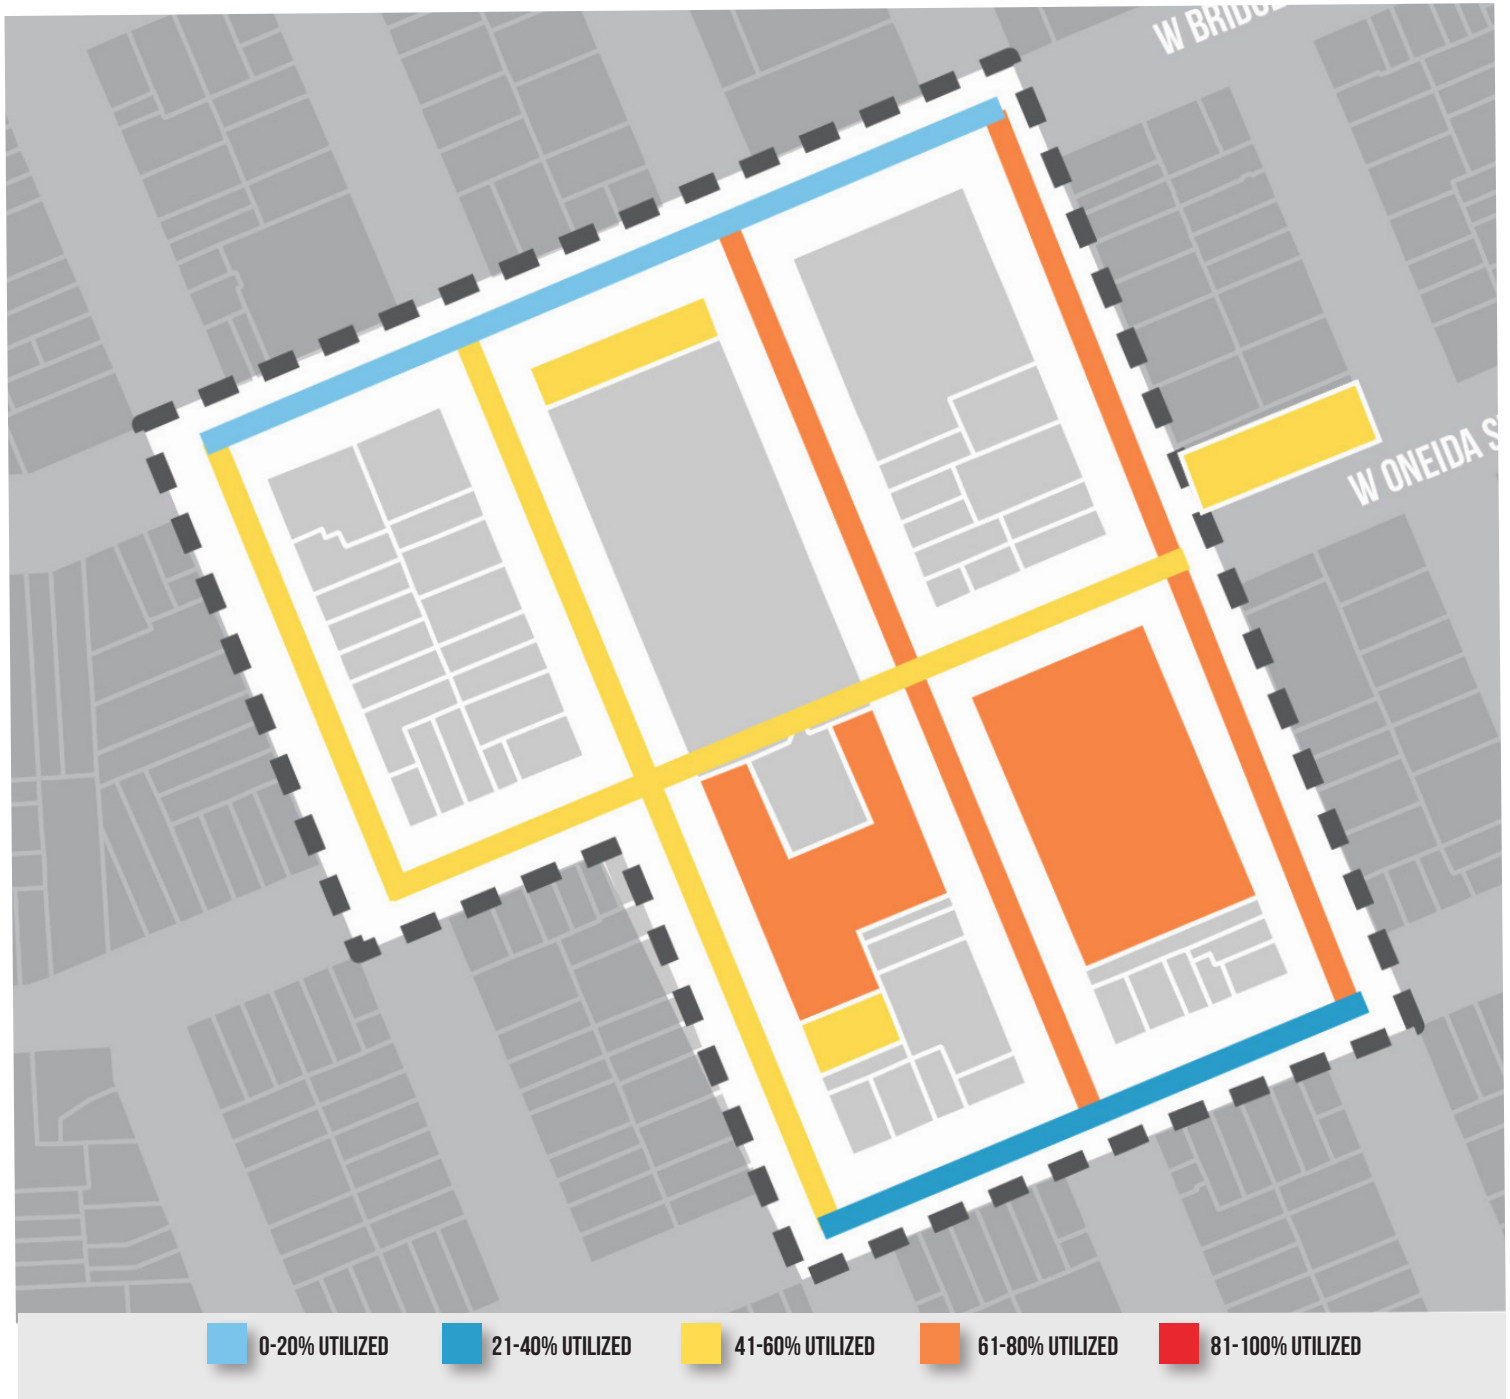 W
W ONEIDA
0-20% UTILIZED
21-40% UTILIZED
41-60% UTILIZED
61-80% UTILIZED
81-100% UTILIZED